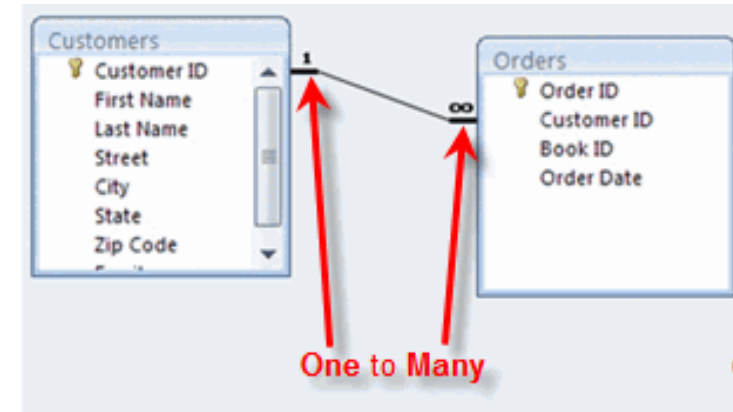 Customers
Customer ID
First Name
Last Name
Street
City
State
Zip Code
1
∞
Orders
Order ID
Customer ID
Book ID
Order Date
One to Many